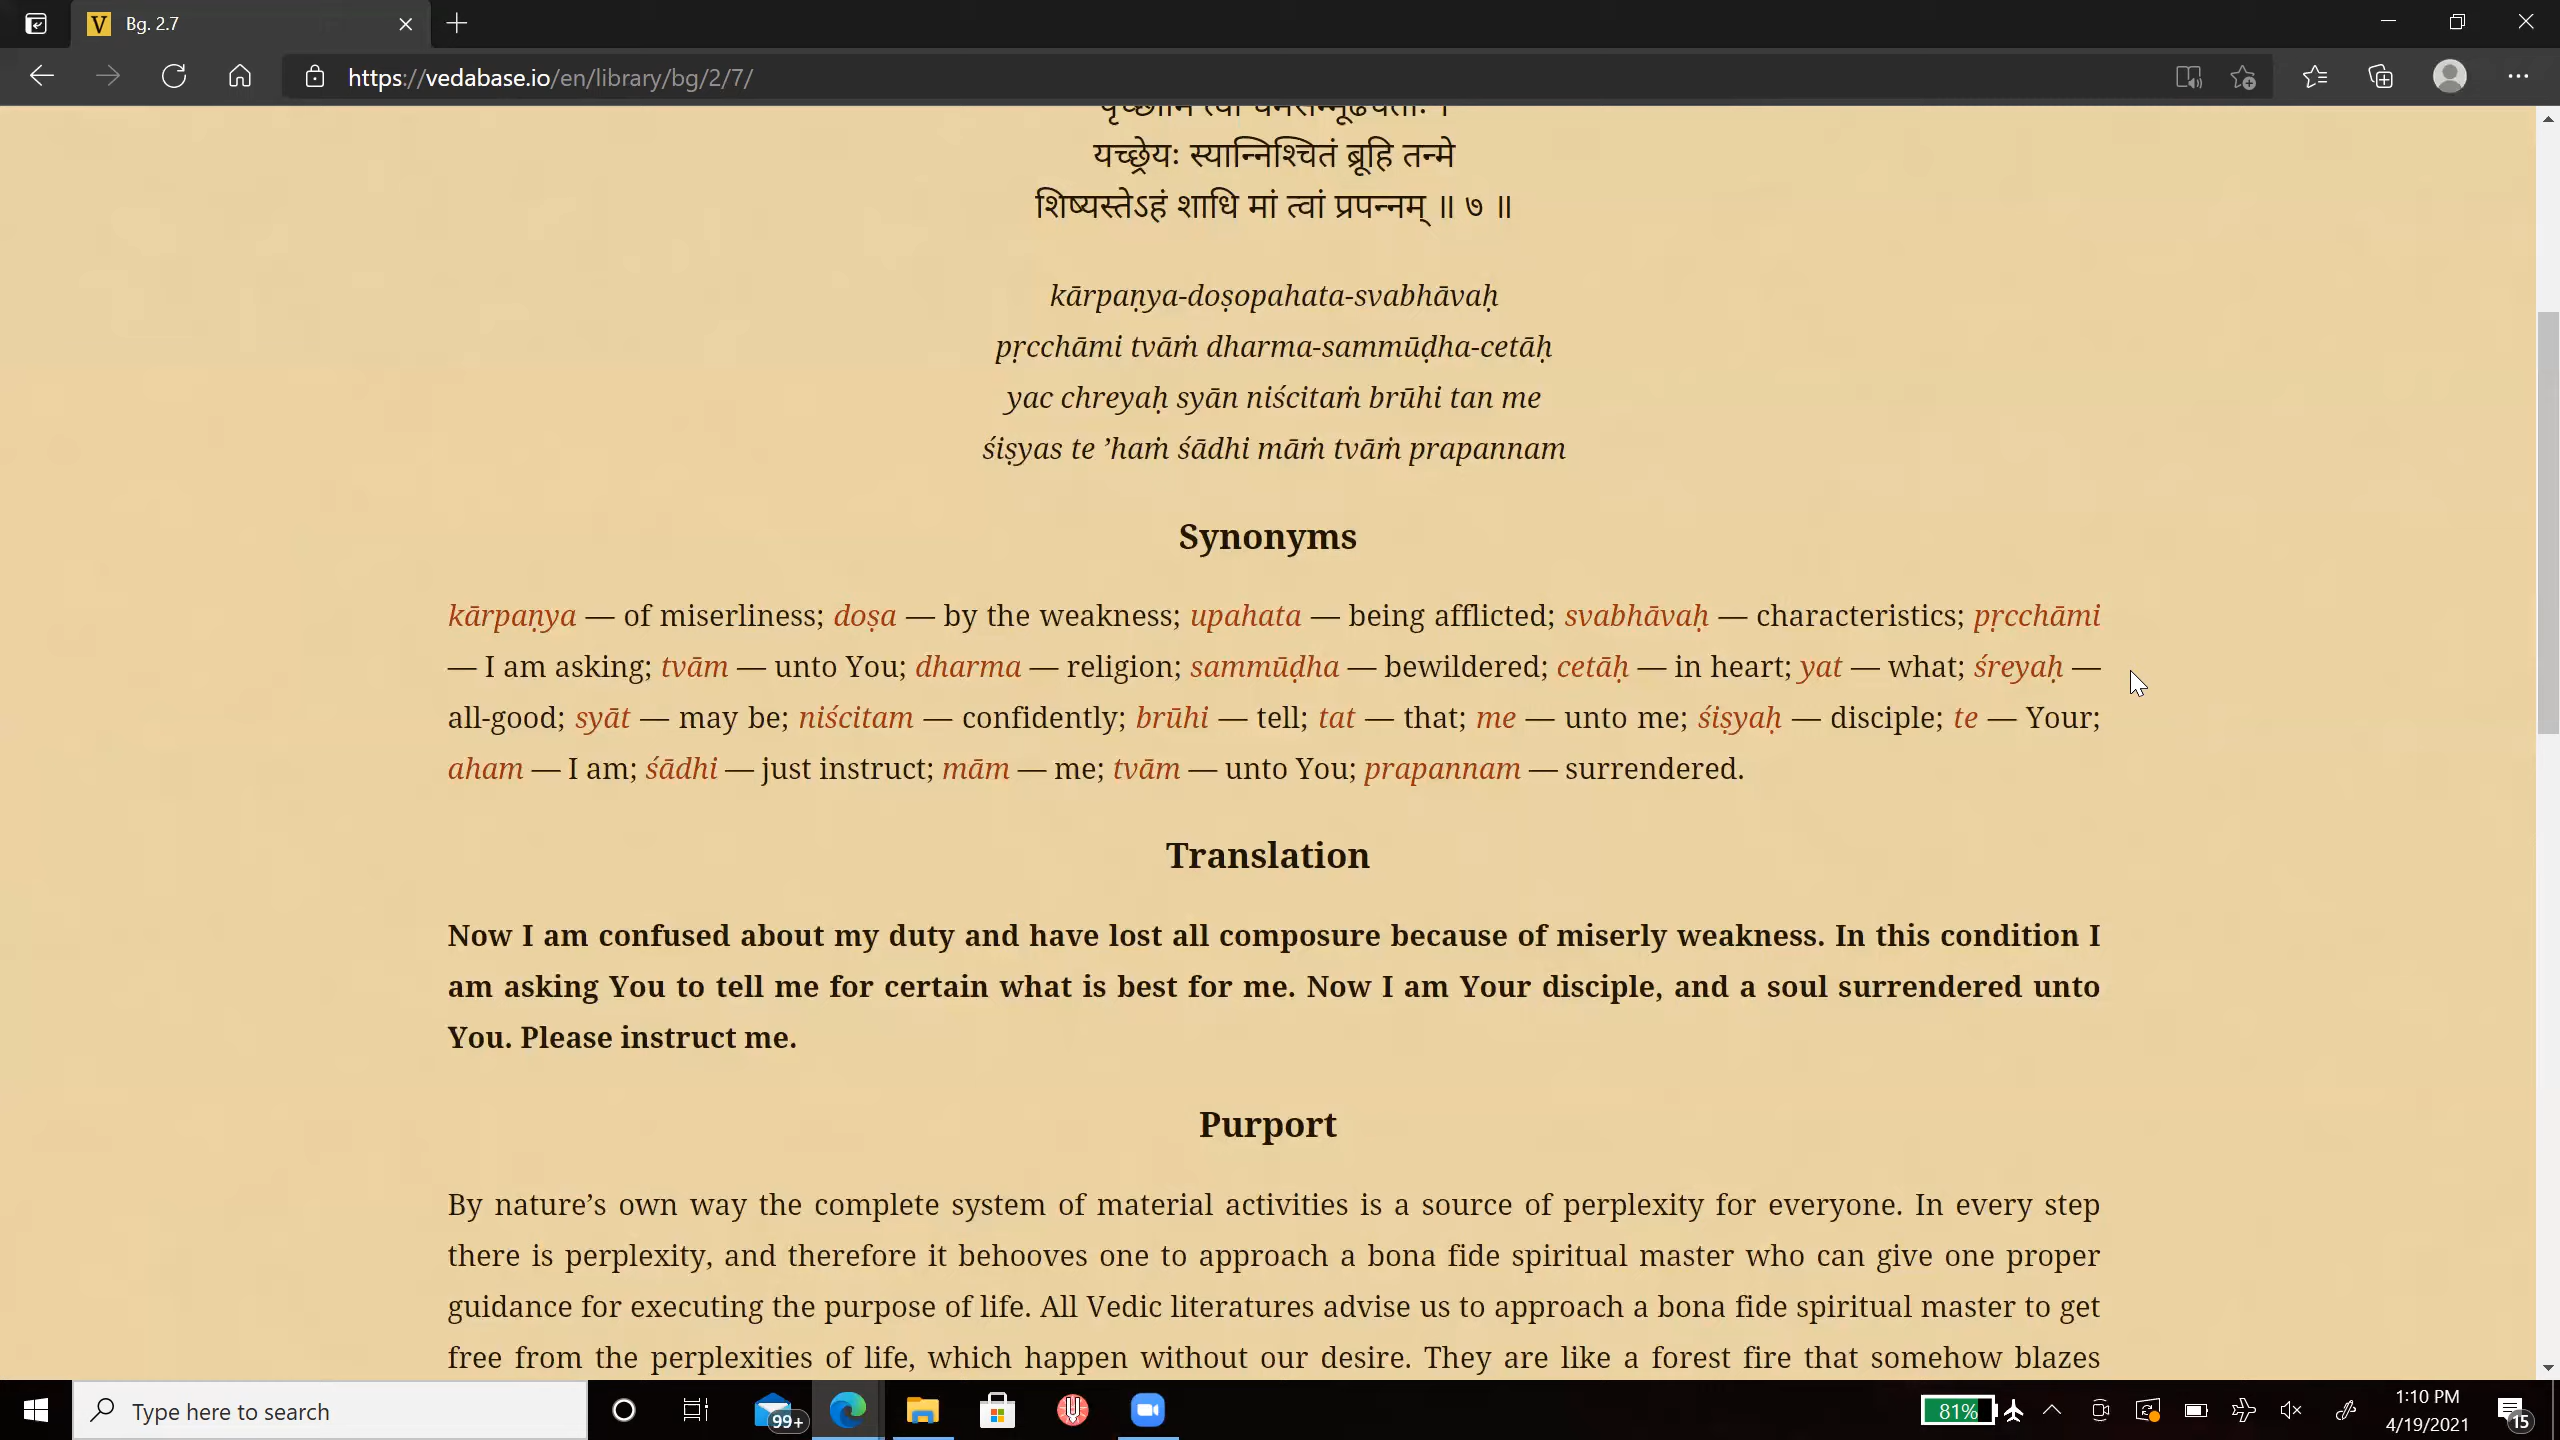 Bg. 2.7
https://vedabase.io/en/library/bg/2/7/
यच्छ्रेयः स्यान्निश्चितं ब्रूहि तन्मे
शिष्यस्तेऽहं शाधि मां त्वां प्रपन्नम् ॥ ७ ॥
kārpaṇya-doṣopahata-svabhāvaḥ
pṛcchāmi tvāṁ dharma-sammūḍha-cetāḥ
yac chreyaḥ syān niścitaṁ brūhi tan me
śiṣyas te ’haṁ śādhi māṁ tvāṁ prapannam
Synonyms
kārpaṇya — of miserliness; doṣa — by the weakness; upahata — being afflicted; svabhāvaḥ — characteristics; pṛcchāmi
— I am asking; tvām — unto You; dharma — religion; sammūḍha — bewildered; cetāḥ — in heart; yat — what; śreyaḥ —
all-good; syāt — may be; niścitam — confidently; brūhi — tell; tat — that; me — unto me; śiṣyaḥ — disciple; te — Your;
aham — I am; śādhi — just instruct; mām — me; tvām — unto You; prapannam — surrendered.
Translation
Now I am confused about my duty and have lost all composure because of miserly weakness. In this condition I
am asking You to tell me for certain what is best for me. Now I am Your disciple, and a soul surrendered unto
You. Please instruct me.
Purport
By nature’s own way the complete system of material activities is a source of perplexity for everyone. In every step
there is perplexity, and therefore it behooves one to approach a bona fide spiritual master who can give one proper
guidance for executing the purpose of life. All Vedic literatures advise us to approach a bona fide spiritual master to get
free from the perplexities of life, which happen without our desire. They are like a forest fire that somehow blazes
Type here to search
99+
81%
1:10 PM
4/19/2021
15